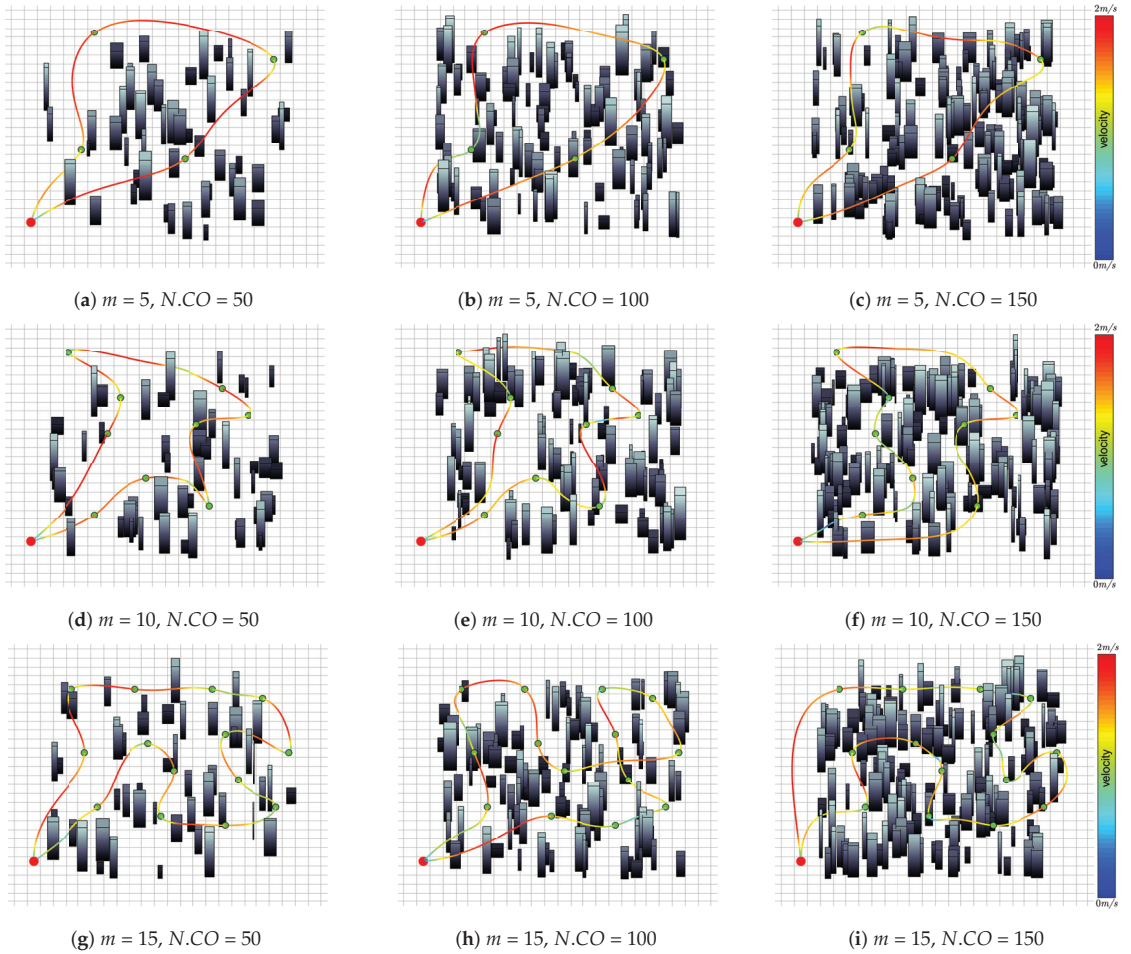 2m/s
velocity
0m/s
(a) m = 5, N.CO = 50
(b) m = 5, N.CO = 100
(c) m = 5, N.CO = 150
2m/s
velocity
0m/s
(d) m = 10, N.CO = 50
(e) m = 10, N.CO = 100
(f) m = 10, N.CO = 150
2m/s
velocity
0m/s
(g) m = 15, N.CO = 50
(h) m = 15, N.CO = 100
(i) m = 15, N.CO = 150